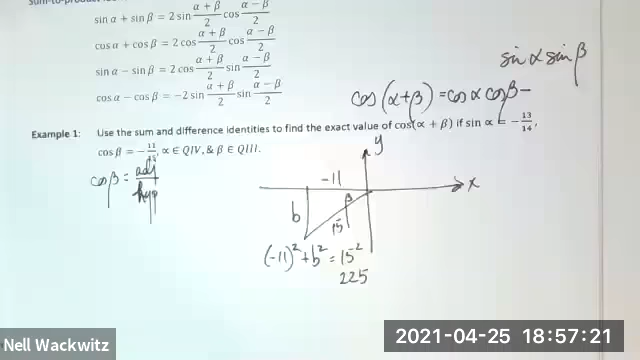 sin α + sin β = 2 sin (α + β)/2 cos (α − β)/2
cos α + cos β = 2 cos (α + β)/2 cos (α − β)/2
sin α − sin β = 2 cos (α + β)/2 sin (α − β)/2
cos α − cos β = −2 sin (α + β)/2 sin (α − β)/2
sin α sin β
cos (α+β) = cos α cos β −
Example 1: Use the sum and difference identities to find the exact value of cos(α + β) if sin α = −13/14,
cos β = −11/15, α ∈ QIV, & β ∈ QIII.
cos β = adj/hyp
y
−11
x
b
β
15
(−11)² + b² = 15²
225
Nell Wackwitz
2021-04-25 18:57:21